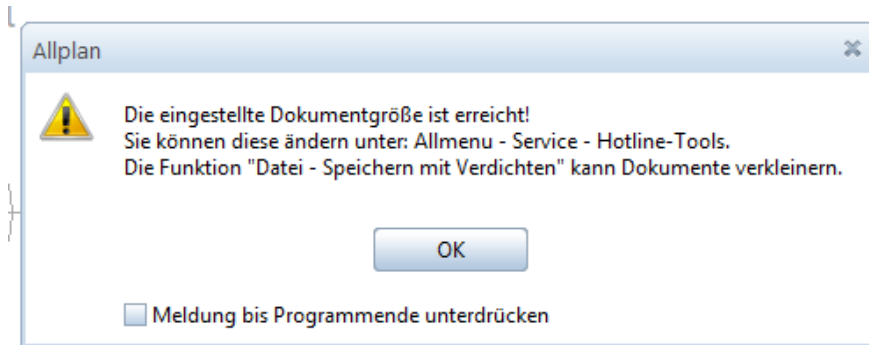 Allplan
Die eingestellte Dokumentgröße ist erreicht!
Sie können diese ändern unter: Allmenu - Service - Hotline-Tools.
Die Funktion "Datei - Speichern mit Verdichten" kann Dokumente verkleinern.
OK
Meldung bis Programmende unterdrücken